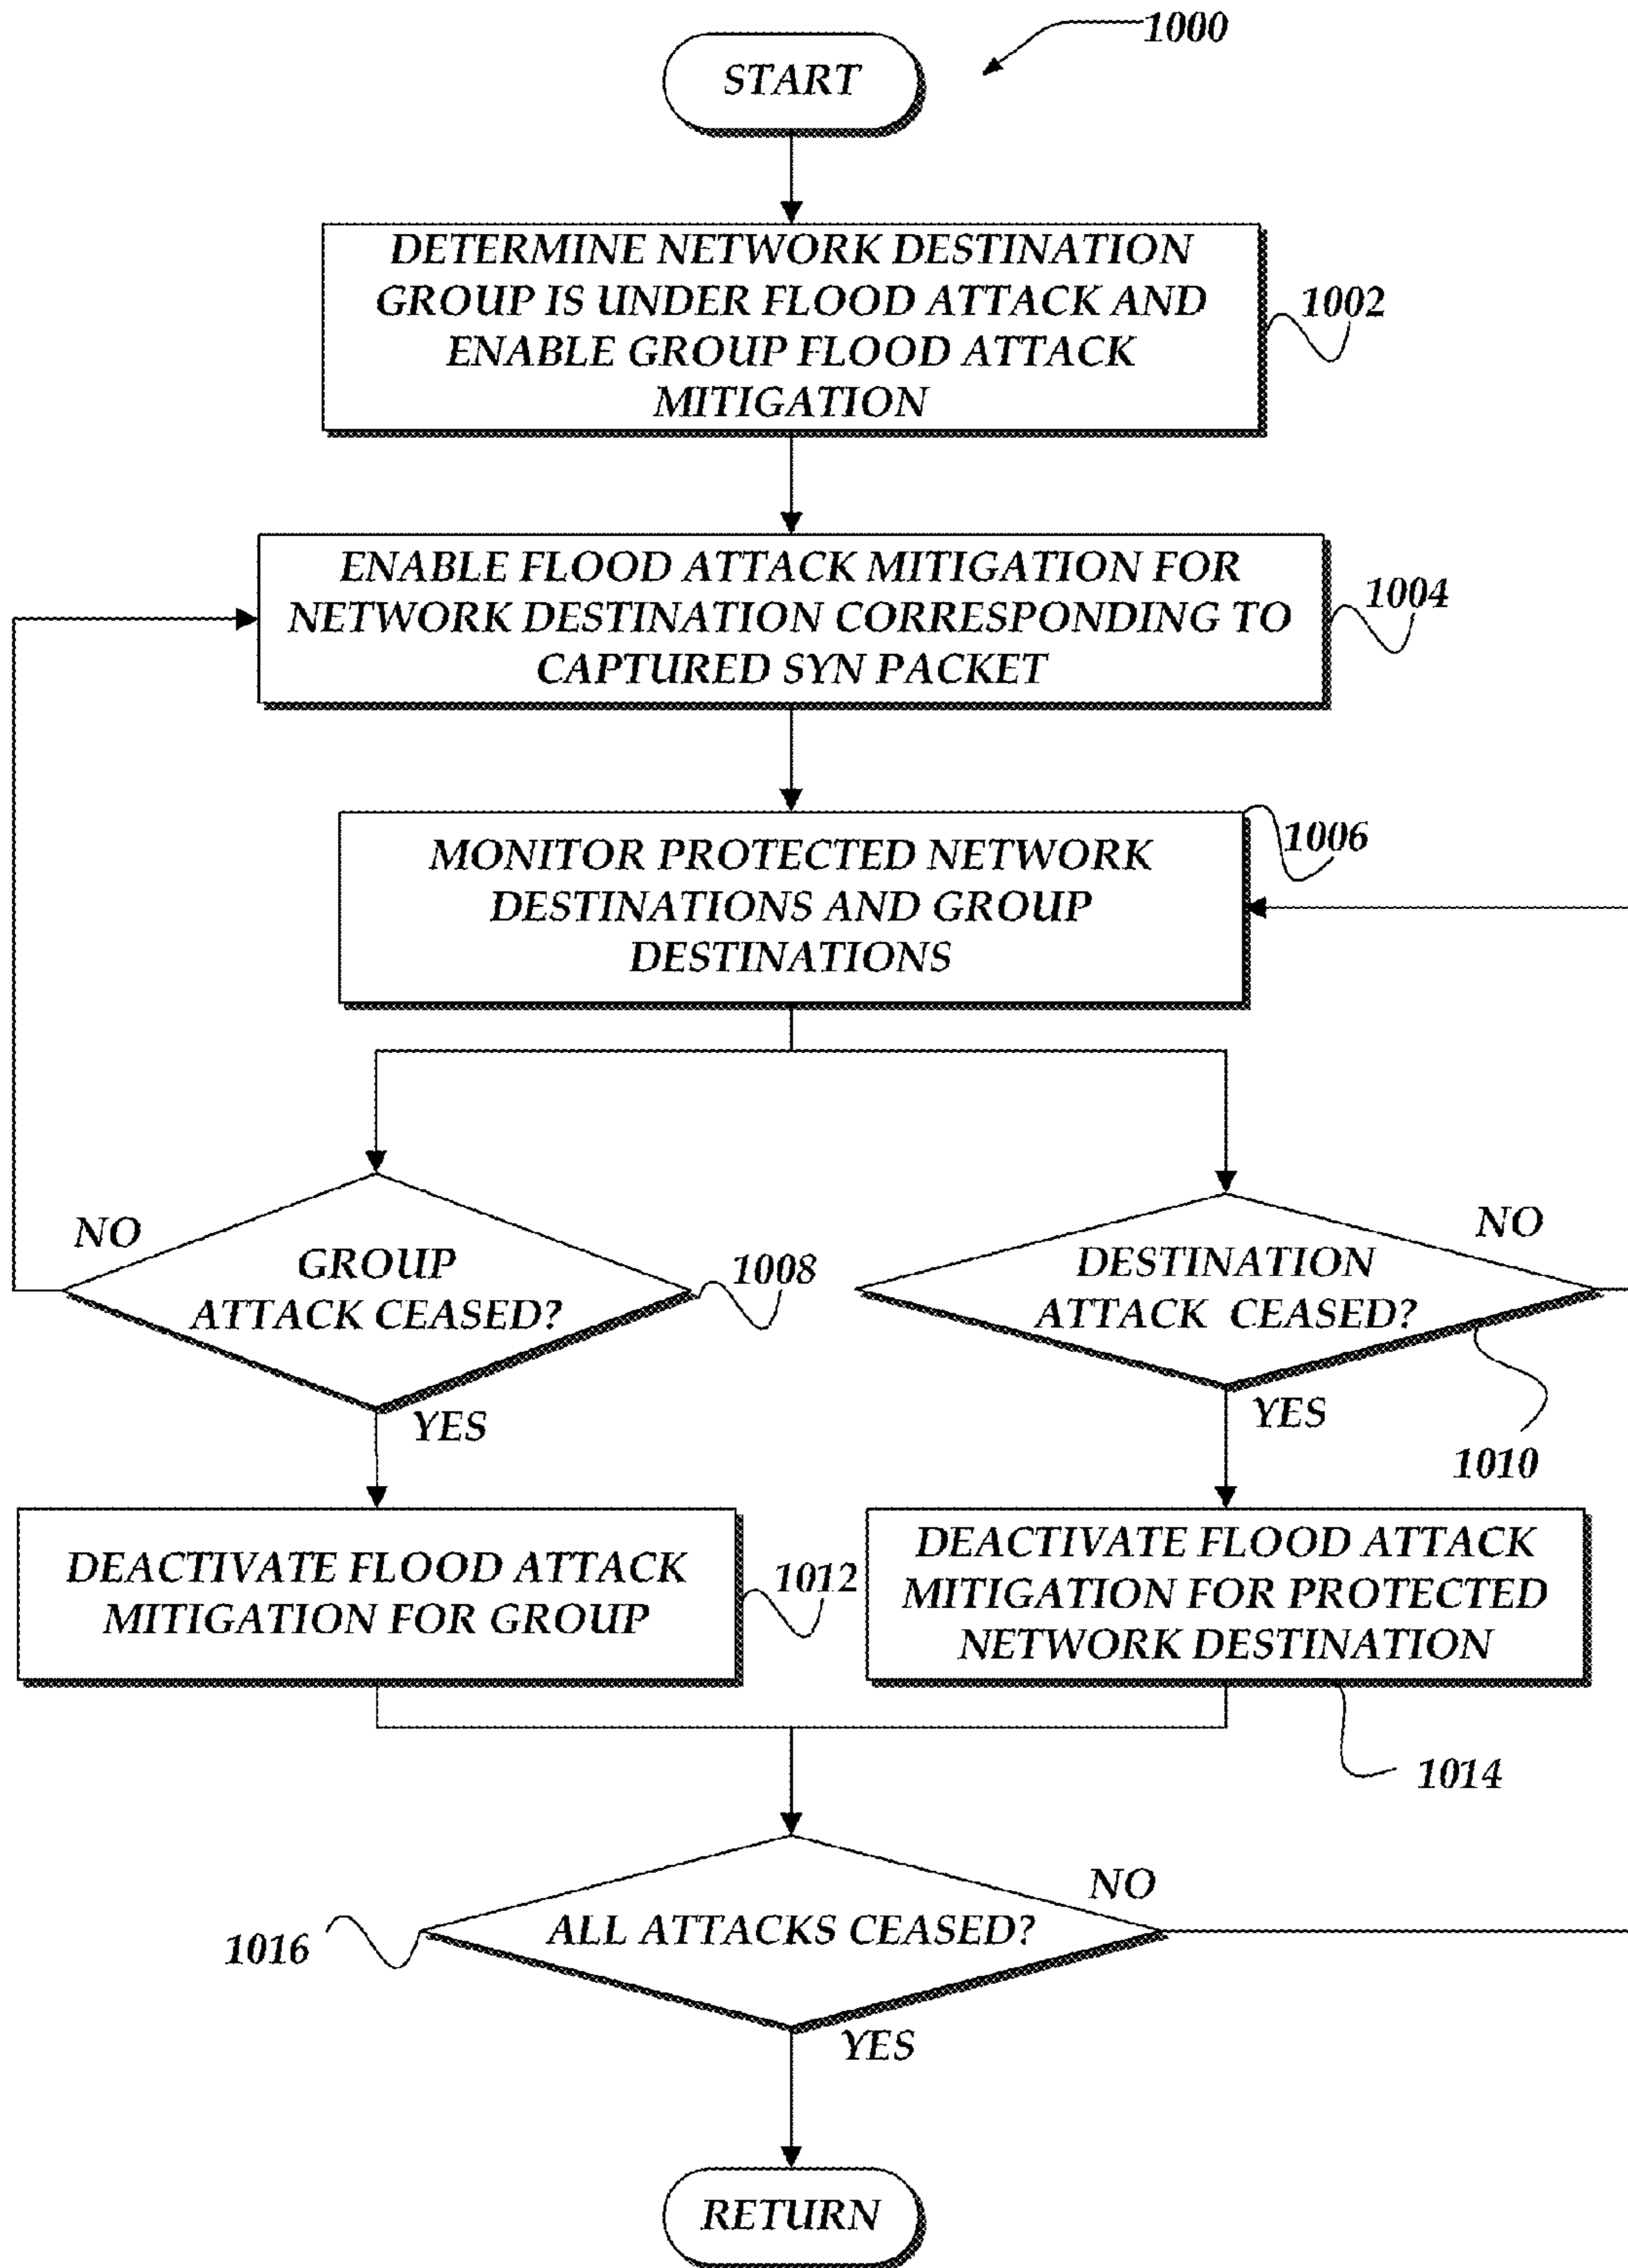 1000
START
DETERMINE NETWORK DESTINATION
GROUP IS UNDER FLOOD ATTACK AND
ENABLE GROUP FLOOD ATTACK
MITIGATION
1002
ENABLE FLOOD ATTACK MITIGATION FOR
NETWORK DESTINATION CORRESPONDING TO
CAPTURED SYN PACKET
1004
MONITOR PROTECTED NETWORK
DESTINATIONS AND GROUP
DESTINATIONS
1006
NO
GROUP
ATTACK CEASED?
1008
YES
NO
DESTINATION
ATTACK CEASED?
1010
YES
DEACTIVATE FLOOD ATTACK
MITIGATION FOR GROUP
1012
DEACTIVATE FLOOD ATTACK
MITIGATION FOR PROTECTED
NETWORK DESTINATION
1014
ALL ATTACKS CEASED?
NO
1016
YES
RETURN